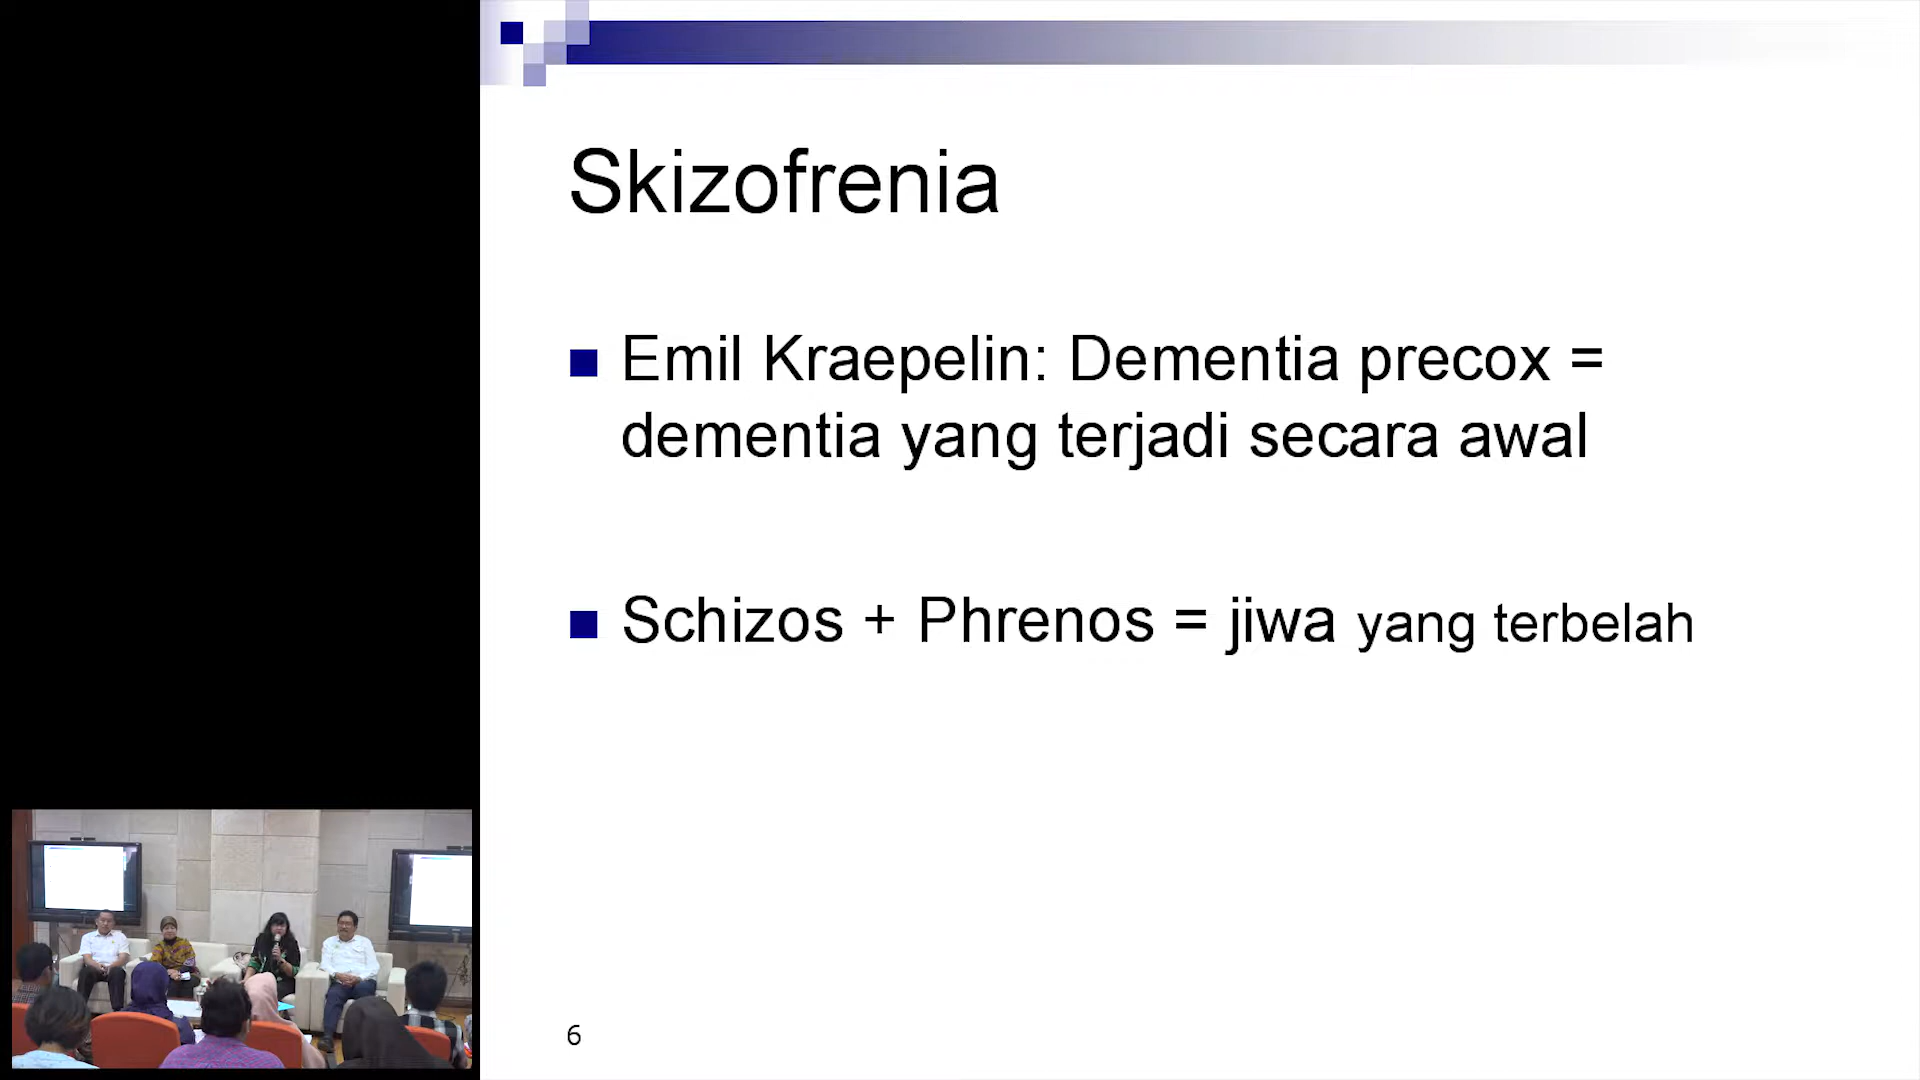 Skizofrenia
Emil Kraepelin: Dementia precox =
dementia yang terjadi secara awal
Schizos + Phrenos = jiwa yang terbelah
6